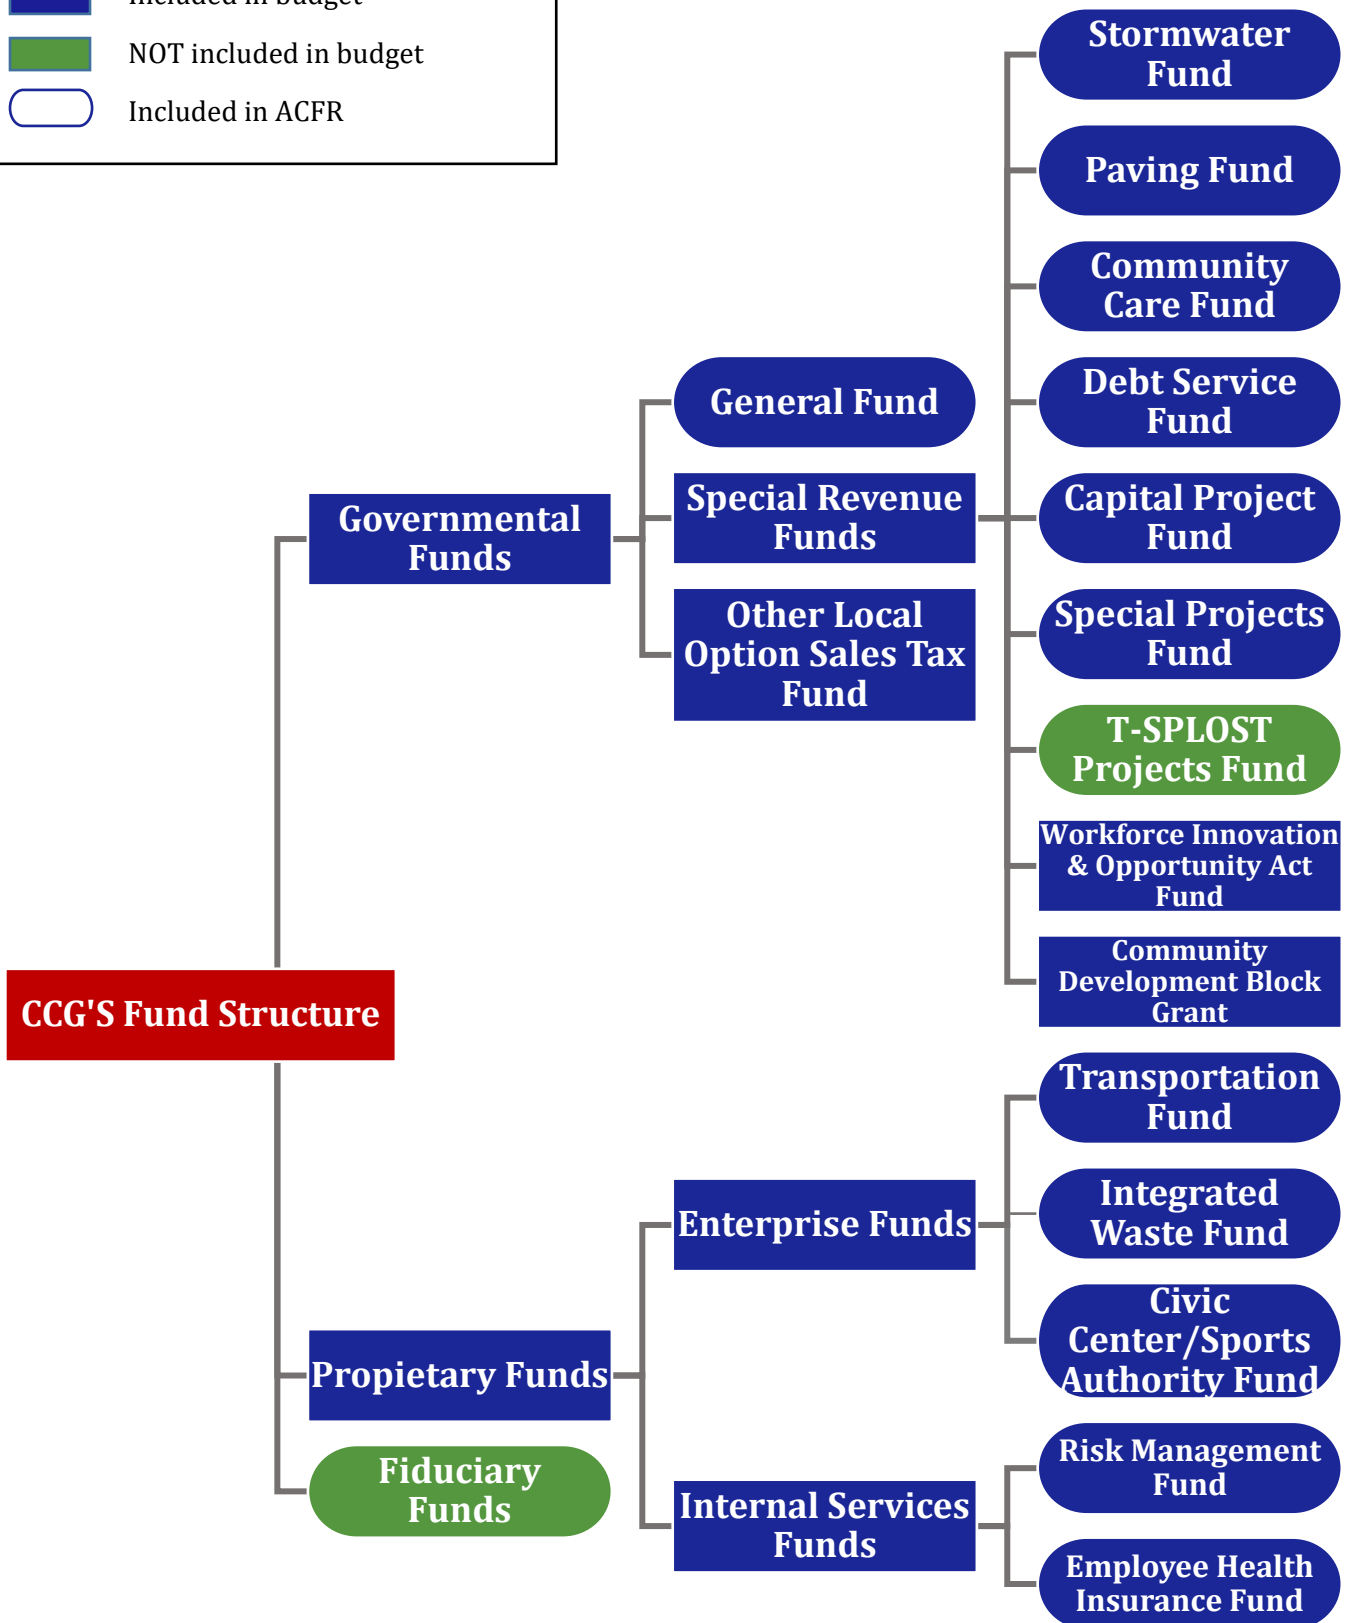 Included in budget
NOT included in budget
Included in ACFR
Stormwater
Fund
Paving Fund
Community
Care Fund
Debt Service
Fund
Capital Project
Fund
Special Projects
Fund
T-SPLOST
Projects Fund
Workforce Innovation
& Opportunity Act
Fund
Community
Development Block
Grant
General Fund
Special Revenue
Funds
Other Local
Option Sales Tax
Fund
Governmental
Funds
CCG'S Fund Structure
Propietary Funds
Fiduciary
Funds
Enterprise Funds
Internal Services
Funds
Transportation
Fund
Integrated
Waste Fund
Civic
Center/Sports
Authority Fund
Risk Management
Fund
Employee Health
Insurance Fund